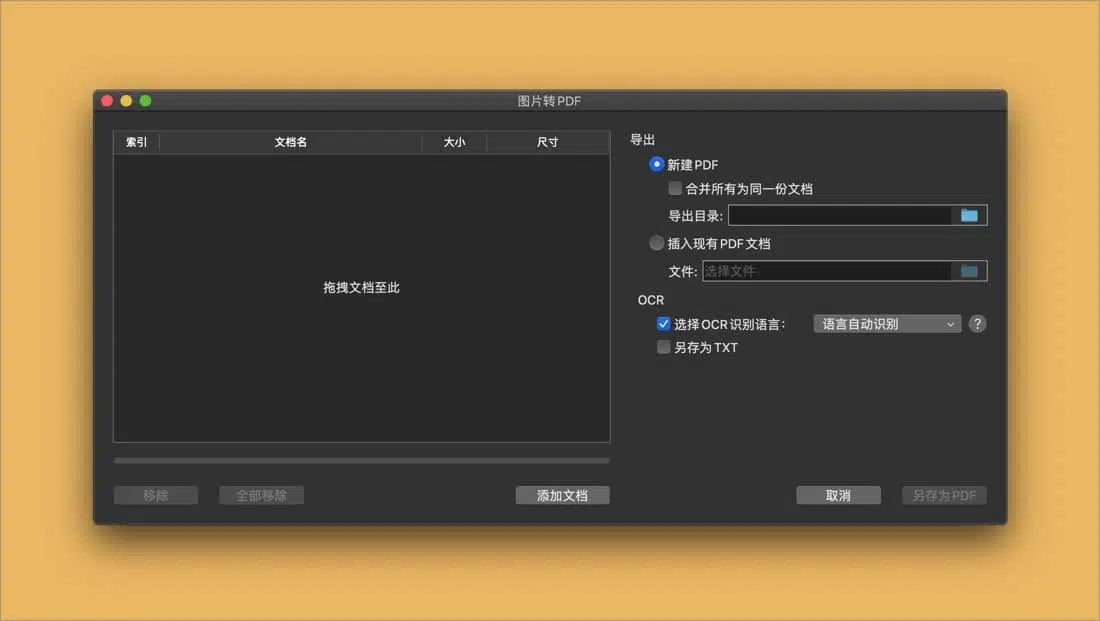 图片转PDF
索引 文档名 大小 尺寸
拖拽文档至此
导出
新建PDF
合并所有为同一份文档
导出目录:
插入现有PDF文档
文件: 选择文件
OCR
选择OCR识别语言: 语言自动识别 ?
另存为TXT
移除 全部移除 添加文档 取消 另存为PDF